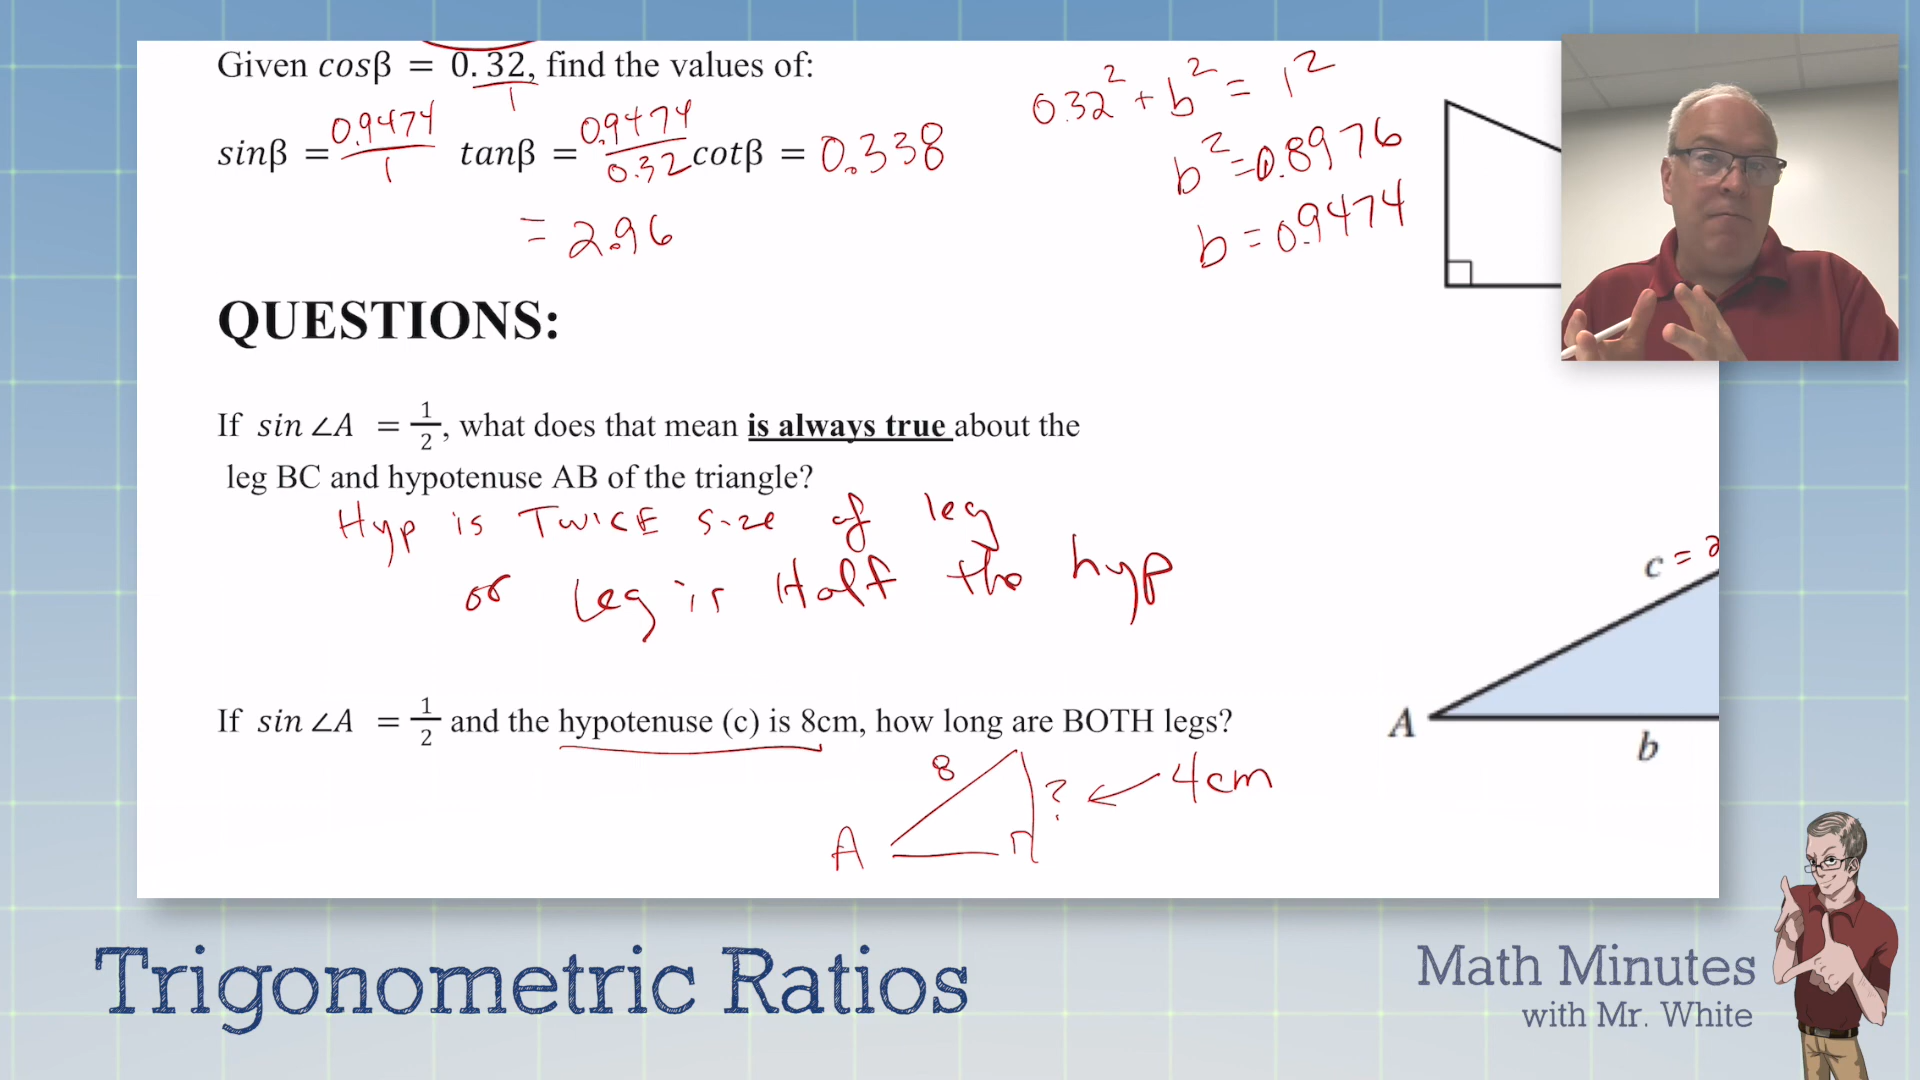 Given cosβ = 0.32, find the values of:
1
sinβ = 0.9474/1 tanβ = 0.9474/0.32 cotβ = 0.338
= 2.96
0.32² + b² = 1²
b² = 0.8976
b = 0.9474
QUESTIONS:
If sin ∠A = 1/2, what does that mean is always true about the
leg BC and hypotenuse AB of the triangle?
Hyp is TWICE size of leg
or leg is Half the hyp
c = 2
A
b
If sin ∠A = 1/2 and the hypotenuse (c) is 8cm, how long are BOTH legs?
8
? ← 4cm
A
Trigonometric Ratios
Math Minutes
with Mr. White